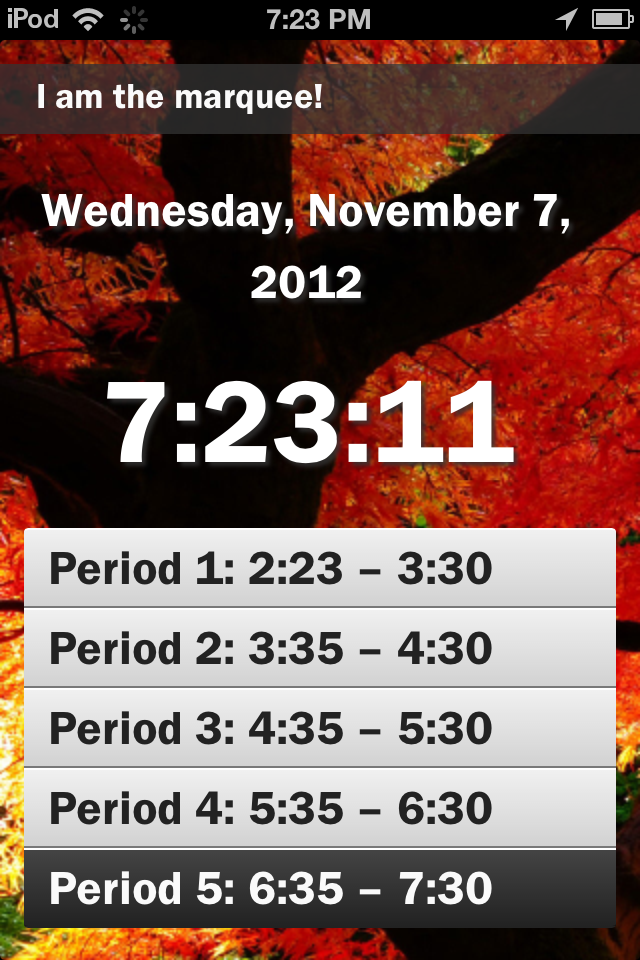 iPod 7:23 PM
I am the marquee!
Wednesday, November 7,
2012
7:23:11
Period 1: 2:23 – 3:30
Period 2: 3:35 – 4:30
Period 3: 4:35 – 5:30
Period 4: 5:35 – 6:30
Period 5: 6:35 – 7:30